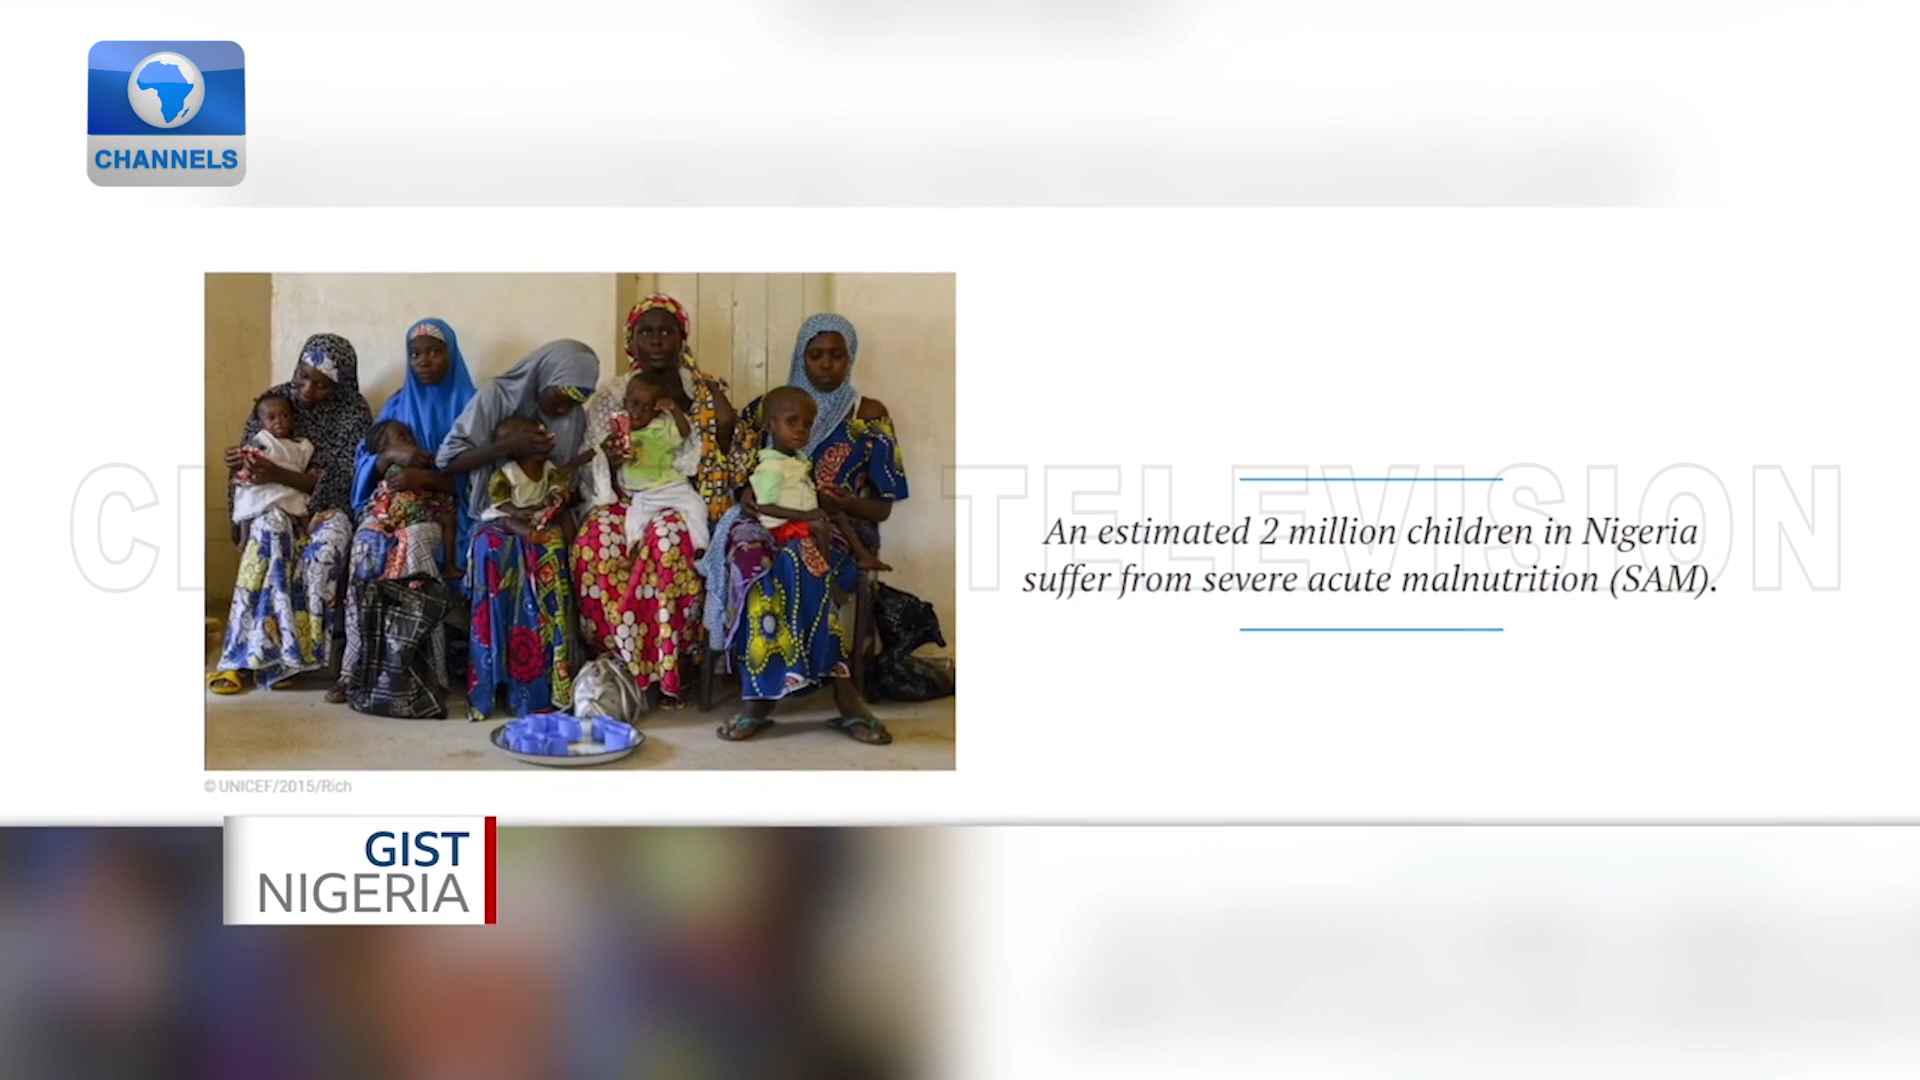 CHANNELS
An estimated 2 million children in Nigeria
suffer from severe acute malnutrition (SAM).
© UNICEF/2015/Rich
GIST
NIGERIA
TELEVISION